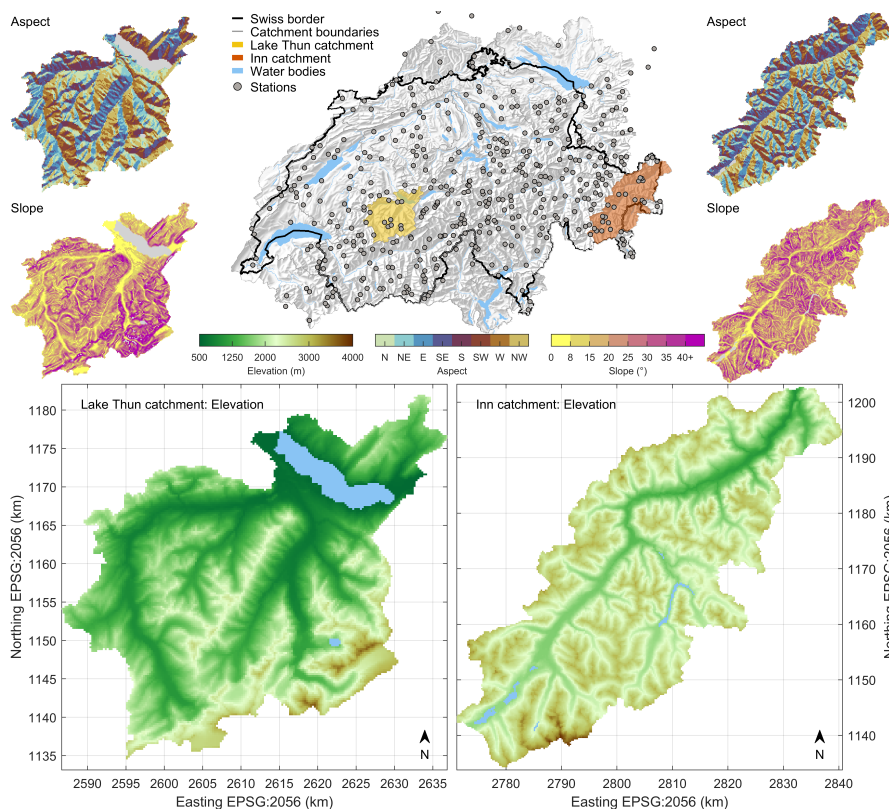 Aspect
Swiss border
Catchment boundaries
Lake Thun catchment
Inn catchment
Water bodies
Stations
Aspect
Slope
Slope
500 1250 2000 3000 4000
Elevation (m)
N NE E SE S SW W NW
Aspect
0 8 15 20 30 35 40+
Slope (°)
Lake Thun catchment: Elevation
1180
1175
1170
1165
1160
1155
1150
1145
1140
1135
Northing EPSG:2056 (km)
2590 2595 2600 2605 2610 2615 2620 2625 2630 2635
Easting EPSG:2056 (km)
N
Inn catchment: Elevation
1200
1190
1180
1170
1160
1150
1140
Northing EPSG:2056 (km)
2780 2790 2800 2810 2820 2830 2840
Easting EPSG:2056 (km)
N